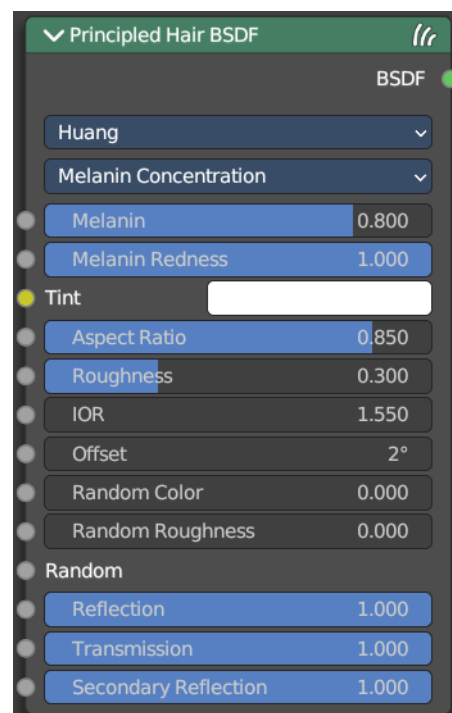 Principled Hair BSDF
BSDF
Huang
Melanin Concentration
Melanin 0.800
Melanin Redness 1.000
Tint
Aspect Ratio 0.850
Roughness 0.300
IOR 1.550
Offset 2°
Random Color 0.000
Random Roughness 0.000
Random
Reflection 1.000
Transmission 1.000
Secondary Reflection 1.000